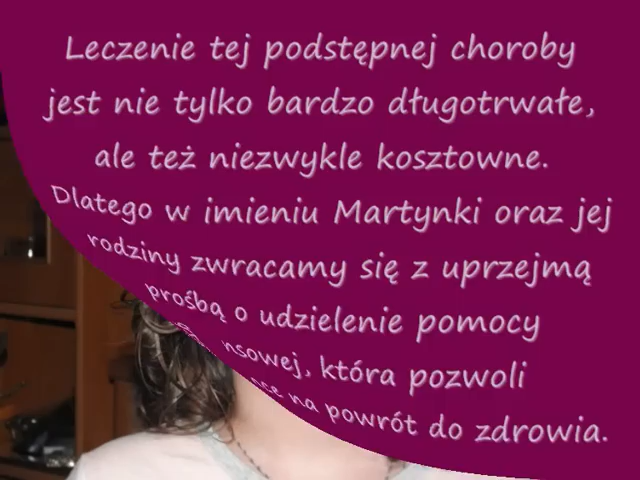 Leczenie tej podstępnej choroby
jest nie tylko bardzo długotrwałe,
ale też niezwykle kosztowne.
Dlatego w imieniu Martynki oraz jej
rodziny zwracamy się z uprzejmą
prośbą o udzielenie pomocy
która pozwoli
na powrót do zdrowia.